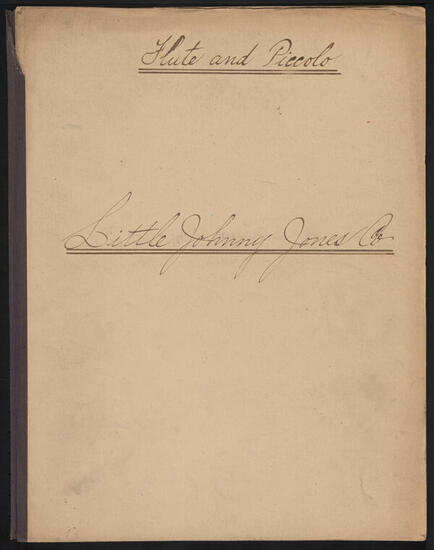 Flute and Piccolo
Little Johnny Jones Co